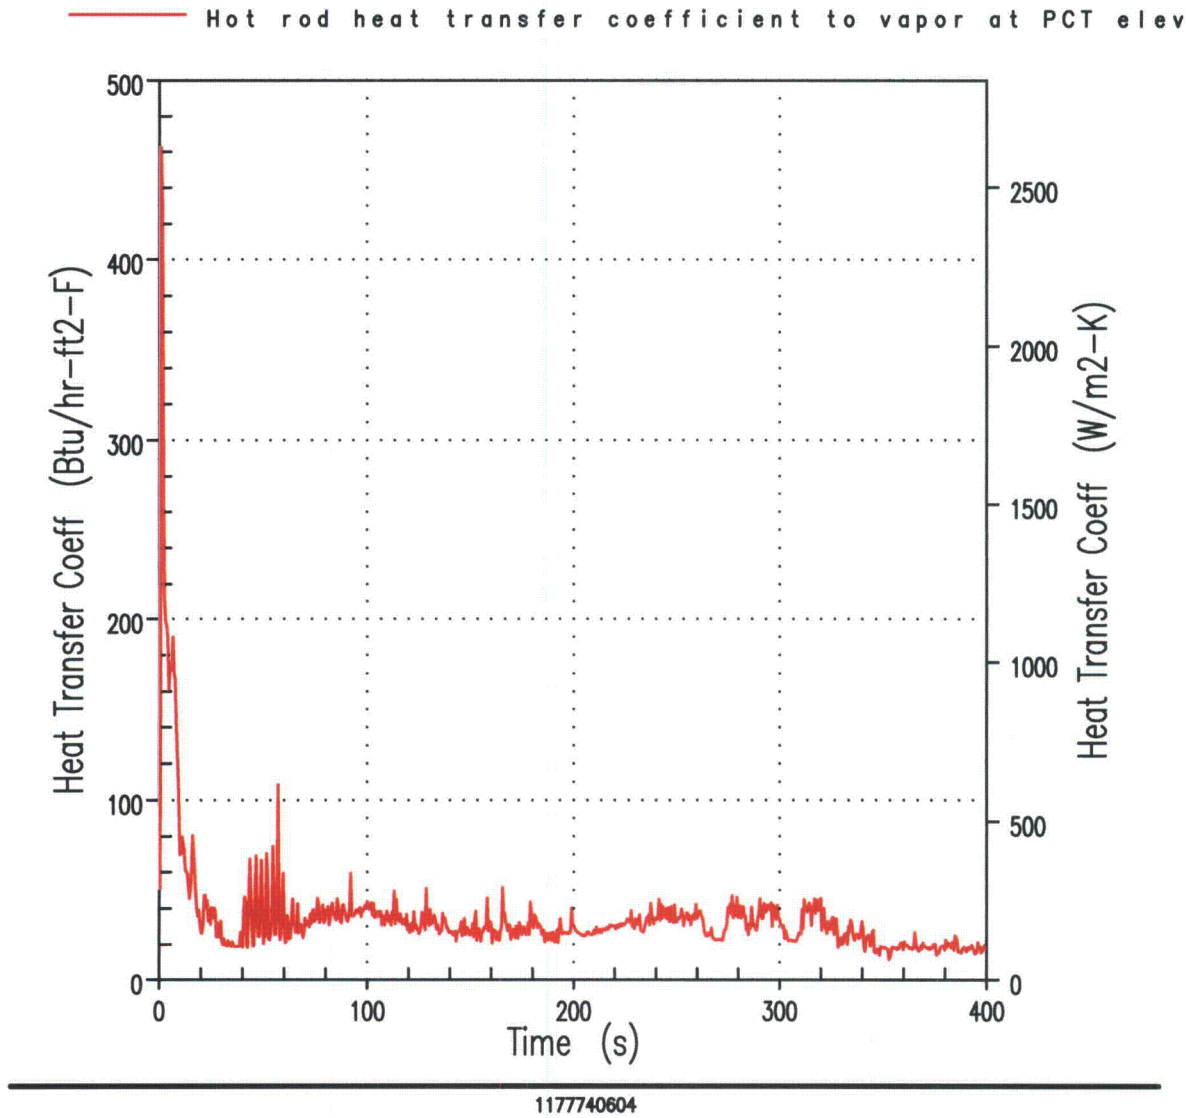 Hot rod heat transfer coefficient to vapor at PCT elev
500
400
300
200
100
0
Heat Transfer Coeff (Btu/hr-ft2-F)
2500
2000
1500
1000
500
0
Heat Transfer Coeff (W/m2-K)
0 100 200 300 400
Time (s)
1177740604